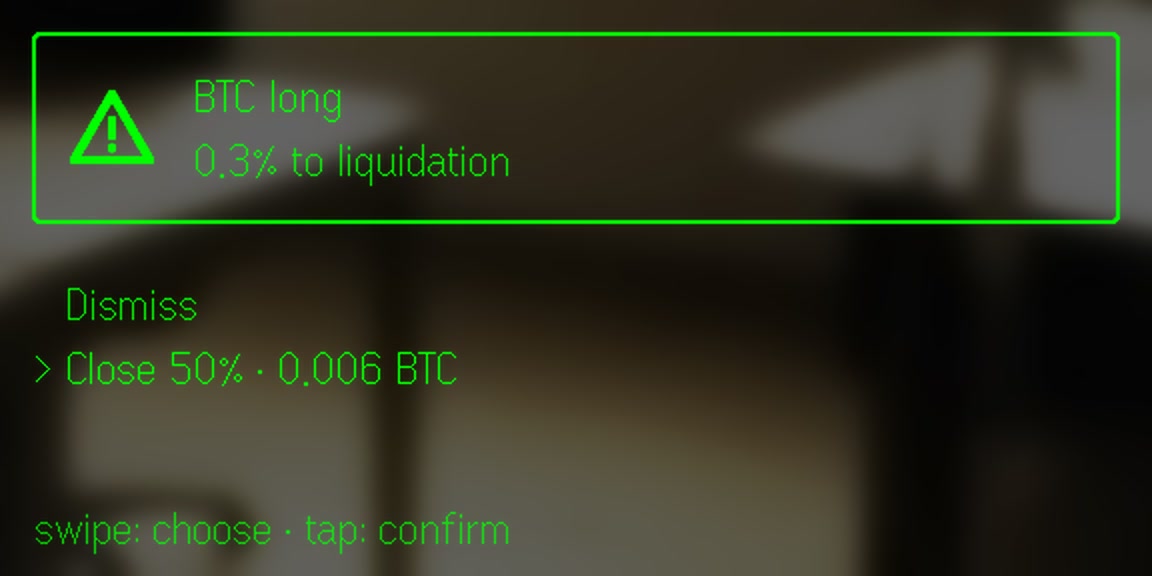 BTC long
0.3% to liquidation
Dismiss
> Close 50% · 0.006 BTC
swipe: choose · tap: confirm